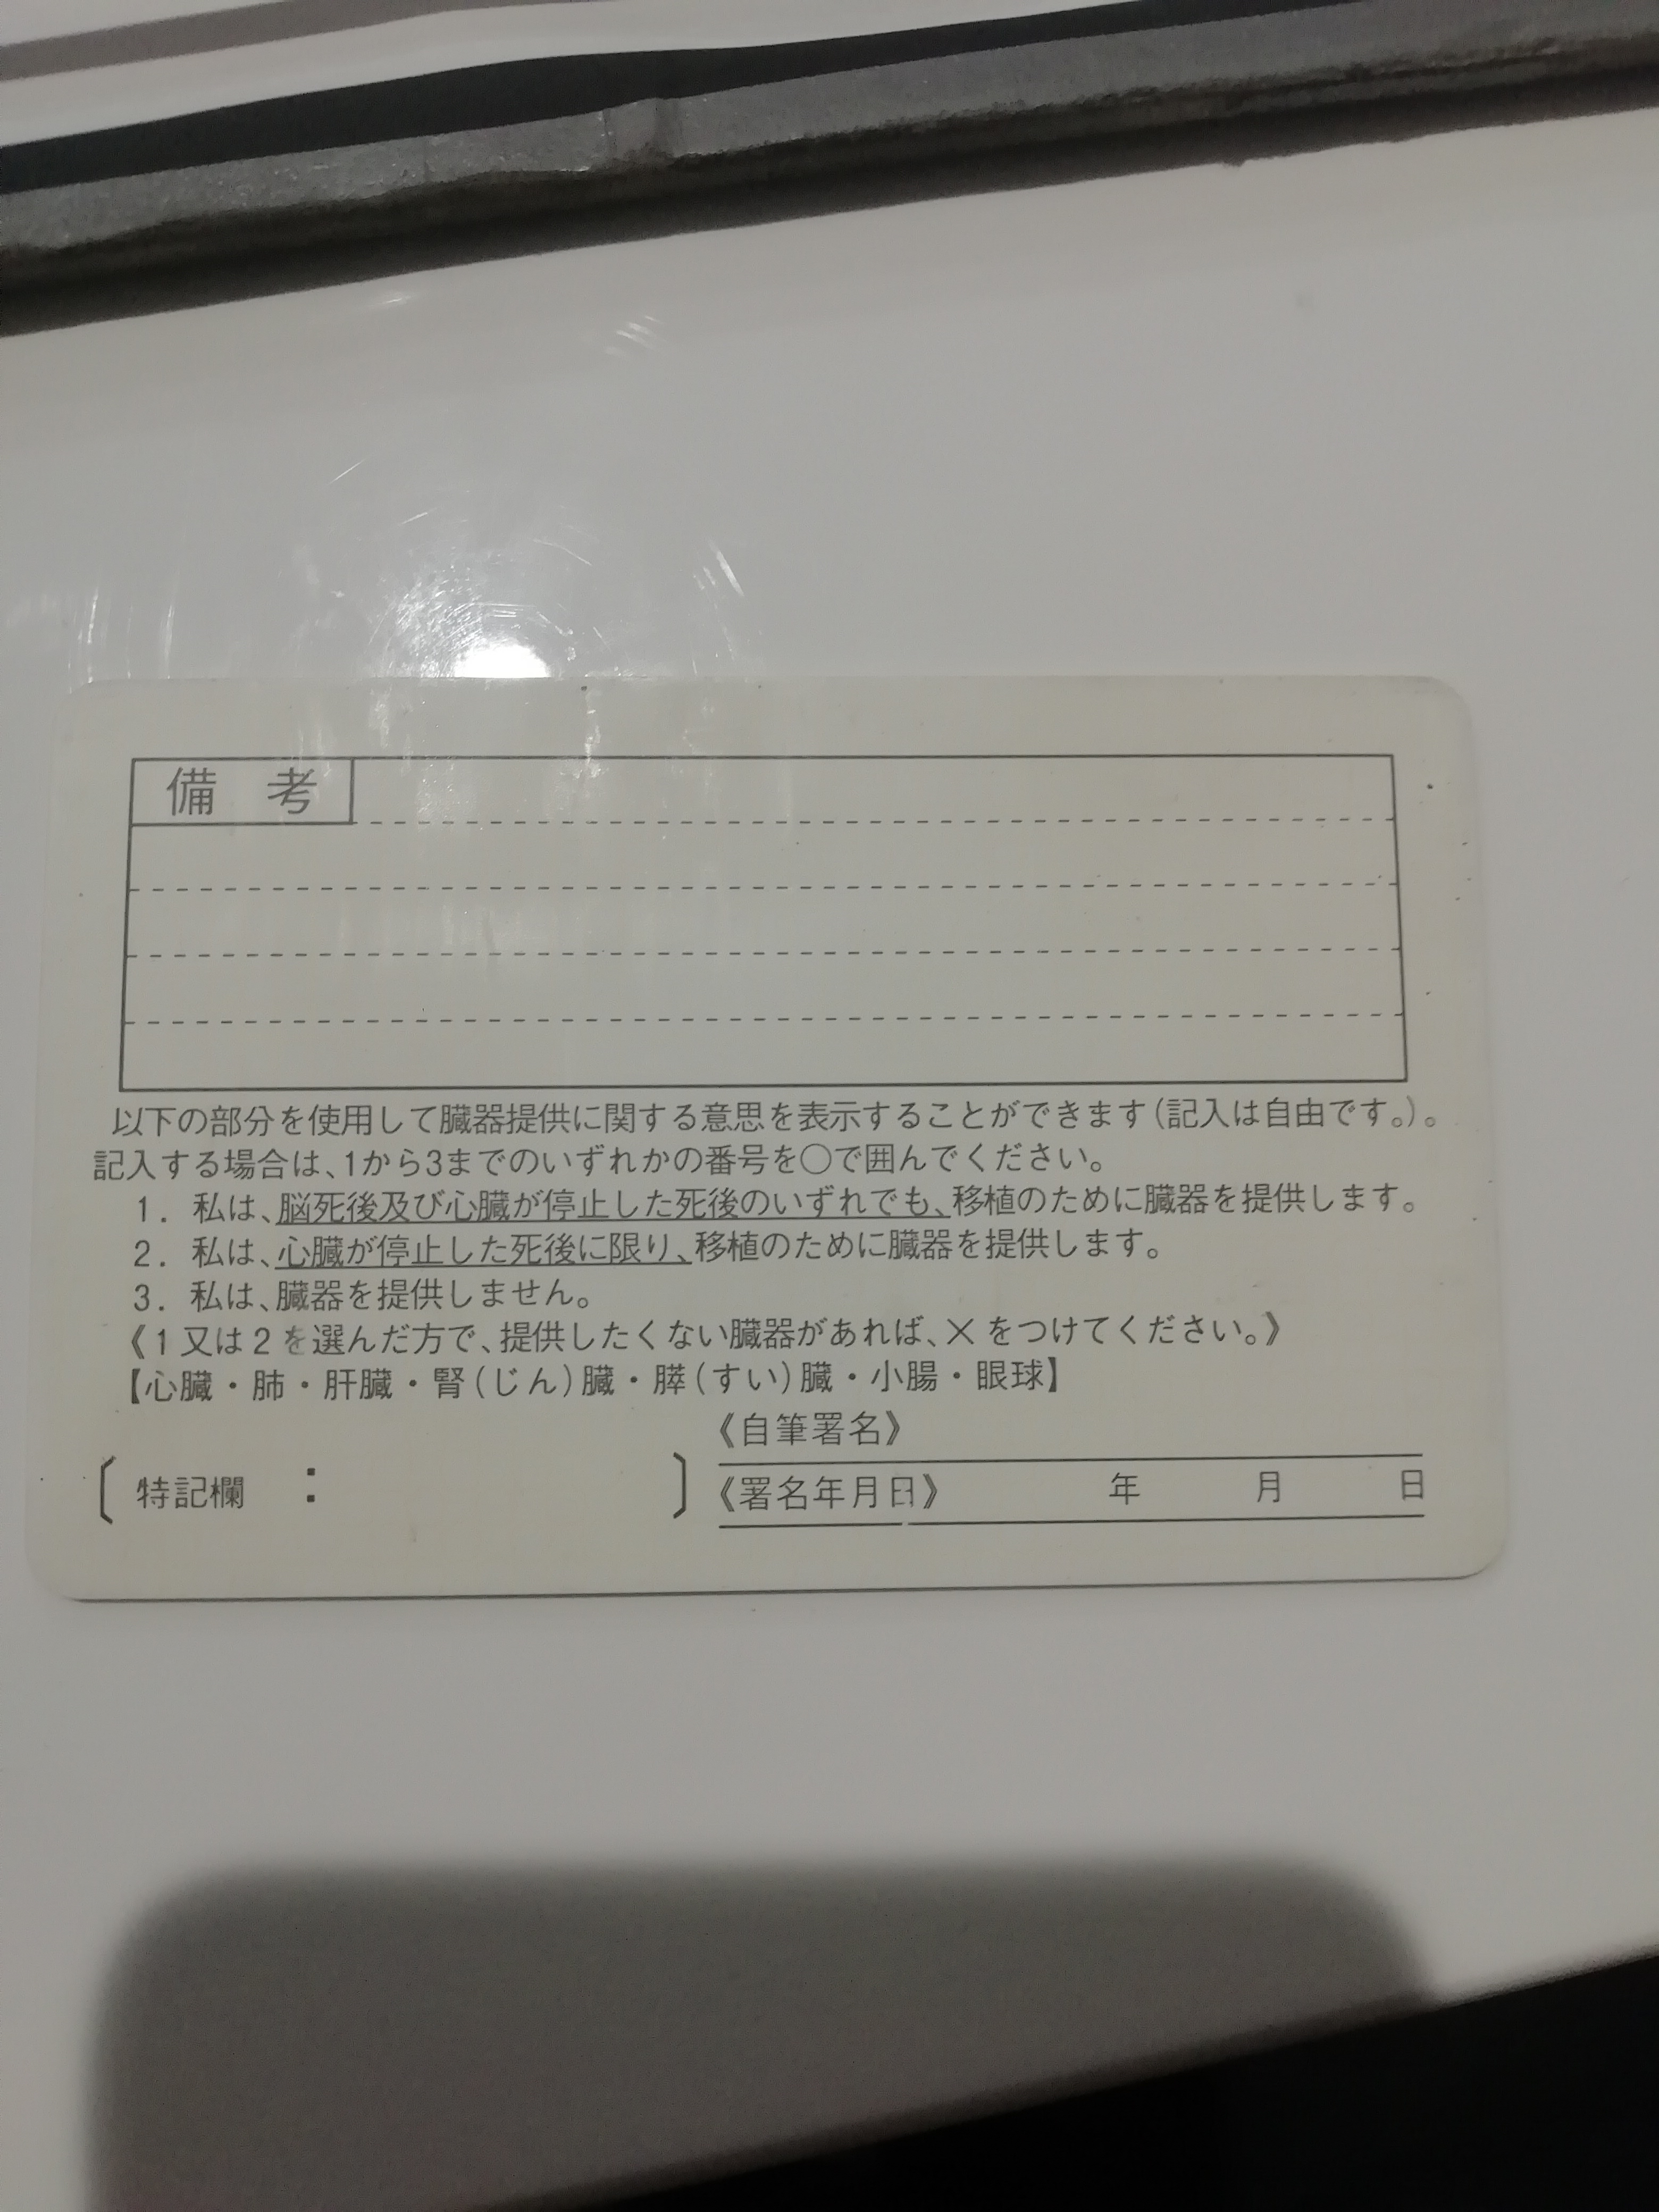 備 考
以下の部分を使用して臓器提供に関する意思を表示することができます(記入は自由です。)。
記入する場合は、1から3までのいずれかの番号を○で囲んでください。
1. 私は、脳死後及び心臓が停止した死後のいずれでも、移植のために臓器を提供します。
2. 私は、心臓が停止した死後に限り、移植のために臓器を提供します。
3. 私は、臓器を提供しません。
《1又は2を選んだ方で、提供したくない臓器があれば、×をつけてください。》
【心臓・肺・肝臓・腎(じん)臓・膵(すい)臓・小腸・眼球】
《自筆署名》
〔特記欄 : 〕
《署名年月日》 年 月 日